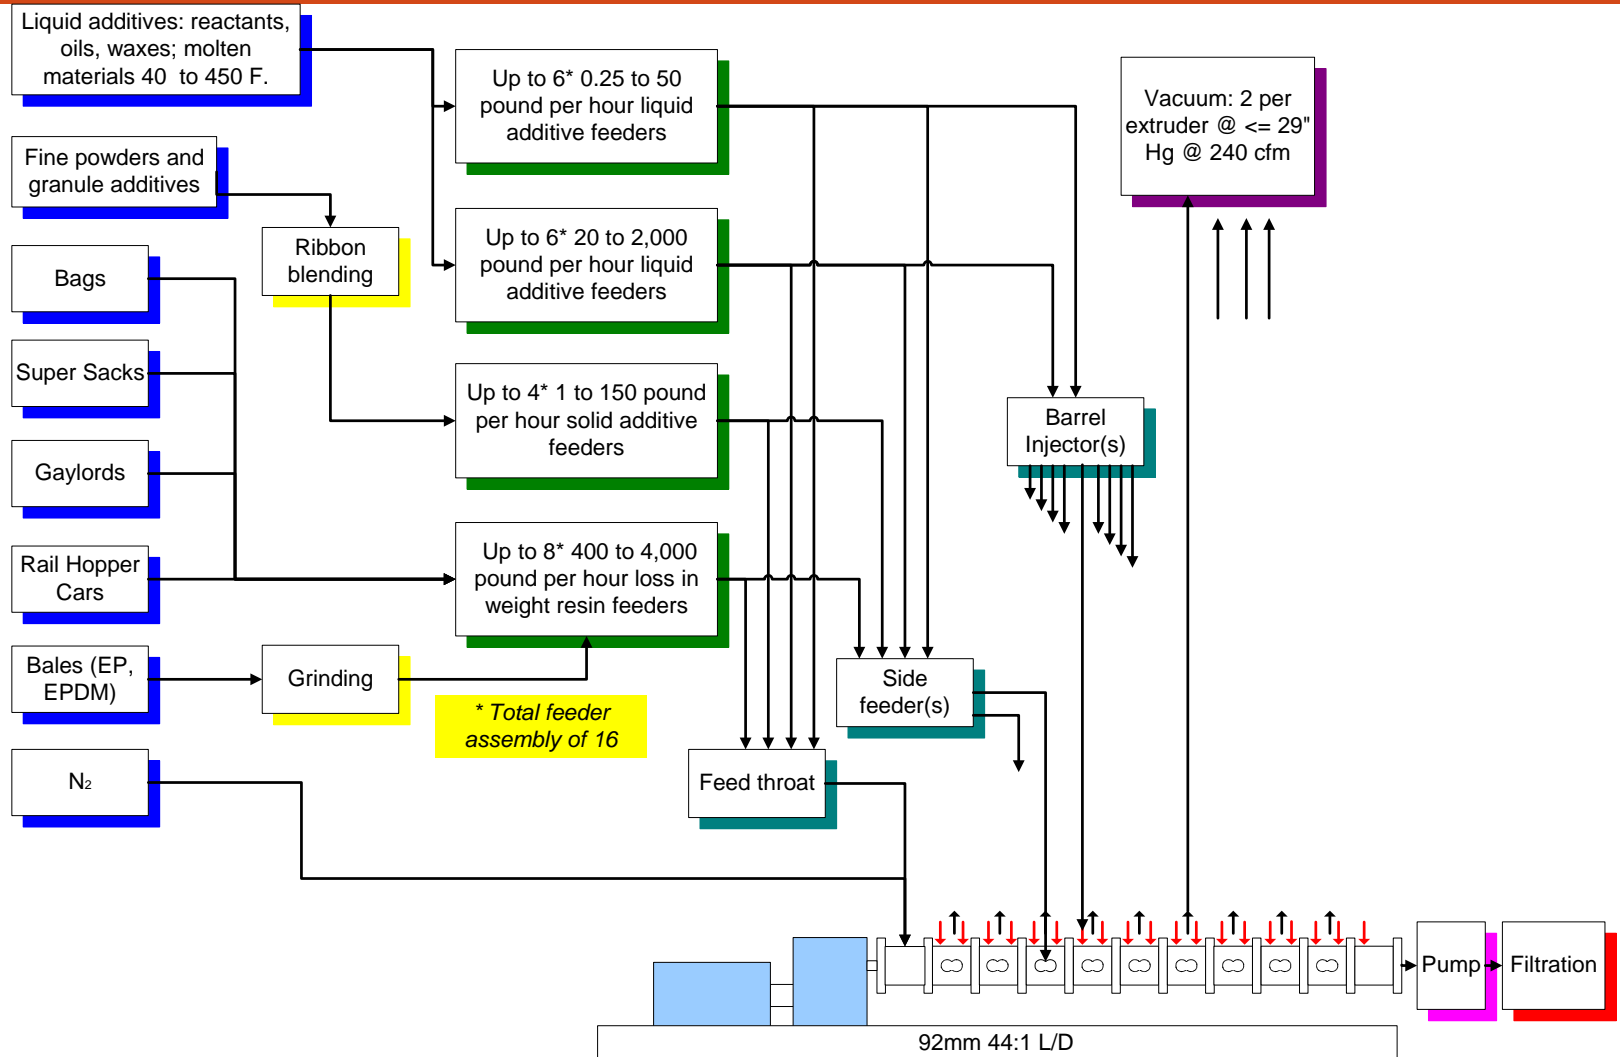 Liquid additives: reactants,
oils, waxes; molten
materials 40  to 450 F.
Fine powders and
granule additives
Bags
Super Sacks
Gaylords
Rail Hopper
Cars
Bales (EP,
EPDM)
N₂
Ribbon
blending
Grinding
Up to 6* 0.25 to 50
pound per hour liquid
additive feeders
Up to 6* 20 to 2,000
pound per hour liquid
additive feeders
Up to 4* 1 to 150 pound
per hour solid additive
feeders
Up to 8* 400 to 4,000
pound per hour loss in
weight resin feeders
* Total feeder
assembly of 16
Feed throat
Side
feeder(s)
Barrel
Injector(s)
Vacuum: 2 per
extruder @ <= 29"
Hg @ 240 cfm
Pump
Filtration
92mm 44:1 L/D